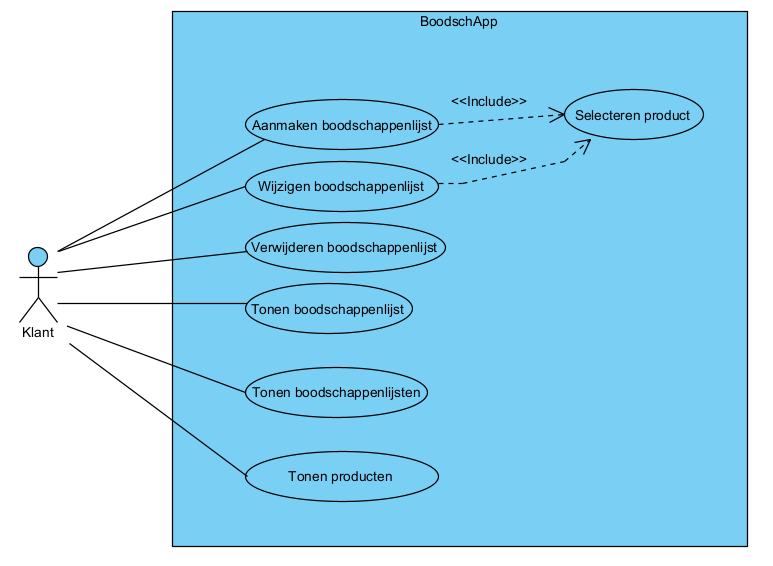 BoodschApp
<<Include>>
Aanmaken boodschappenlijst
Selecteren product
<<Include>>
Wijzigen boodschappenlijst
Verwijderen boodschappenlijst
Tonen boodschappenlijst
Klant
Tonen boodschappenlijsten
Tonen producten